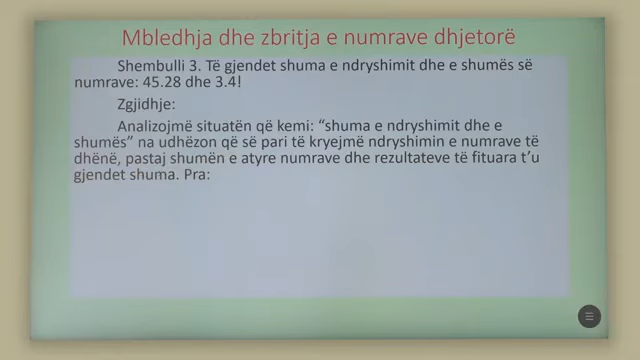 Mbledhja dhe zbritja e numrave dhjetorë
Shembulli 3. Të gjendet shuma e ndryshimit dhe e shumës së
numrave: 45.28 dhe 3.4!
Zgjidhje:
Analizojmë situatën që kemi: “shuma e ndryshimit dhe e
shumës” na udhëzon që së pari të kryejmë ndryshimin e numrave të
dhënë, pastaj shumën e atyre numrave dhe rezultateve të fituara t’u
gjendet shuma. Pra: